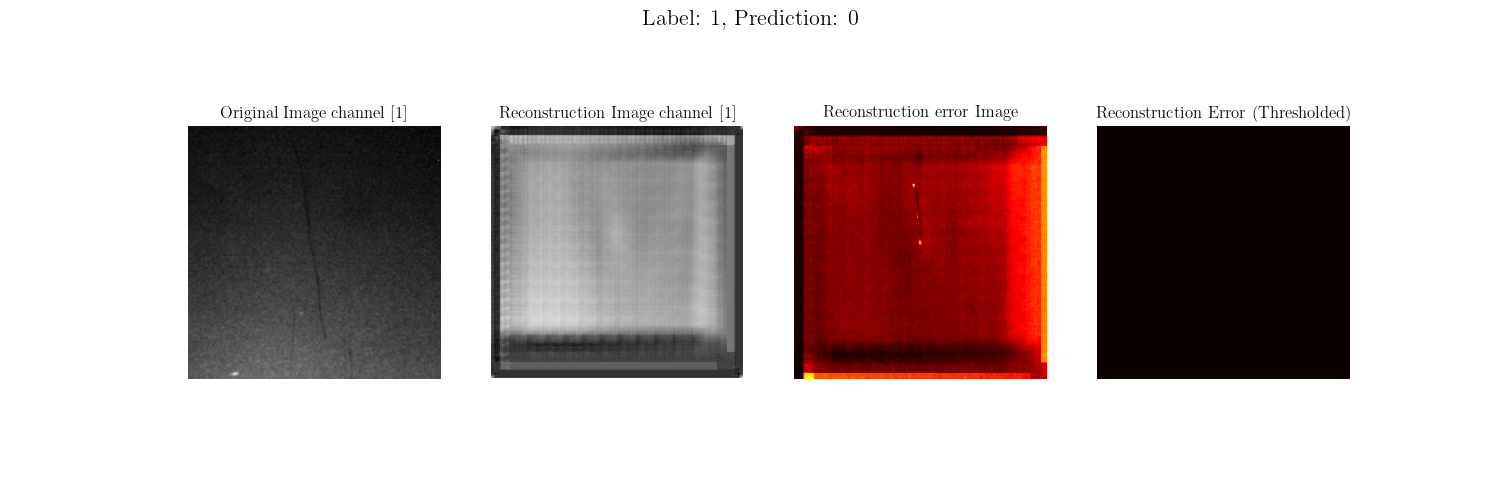 Label: 1, Prediction: 0
Original Image channel [1]
Reconstruction Image channel [1]
Reconstruction error Image
Reconstruction Error (Thresholded)